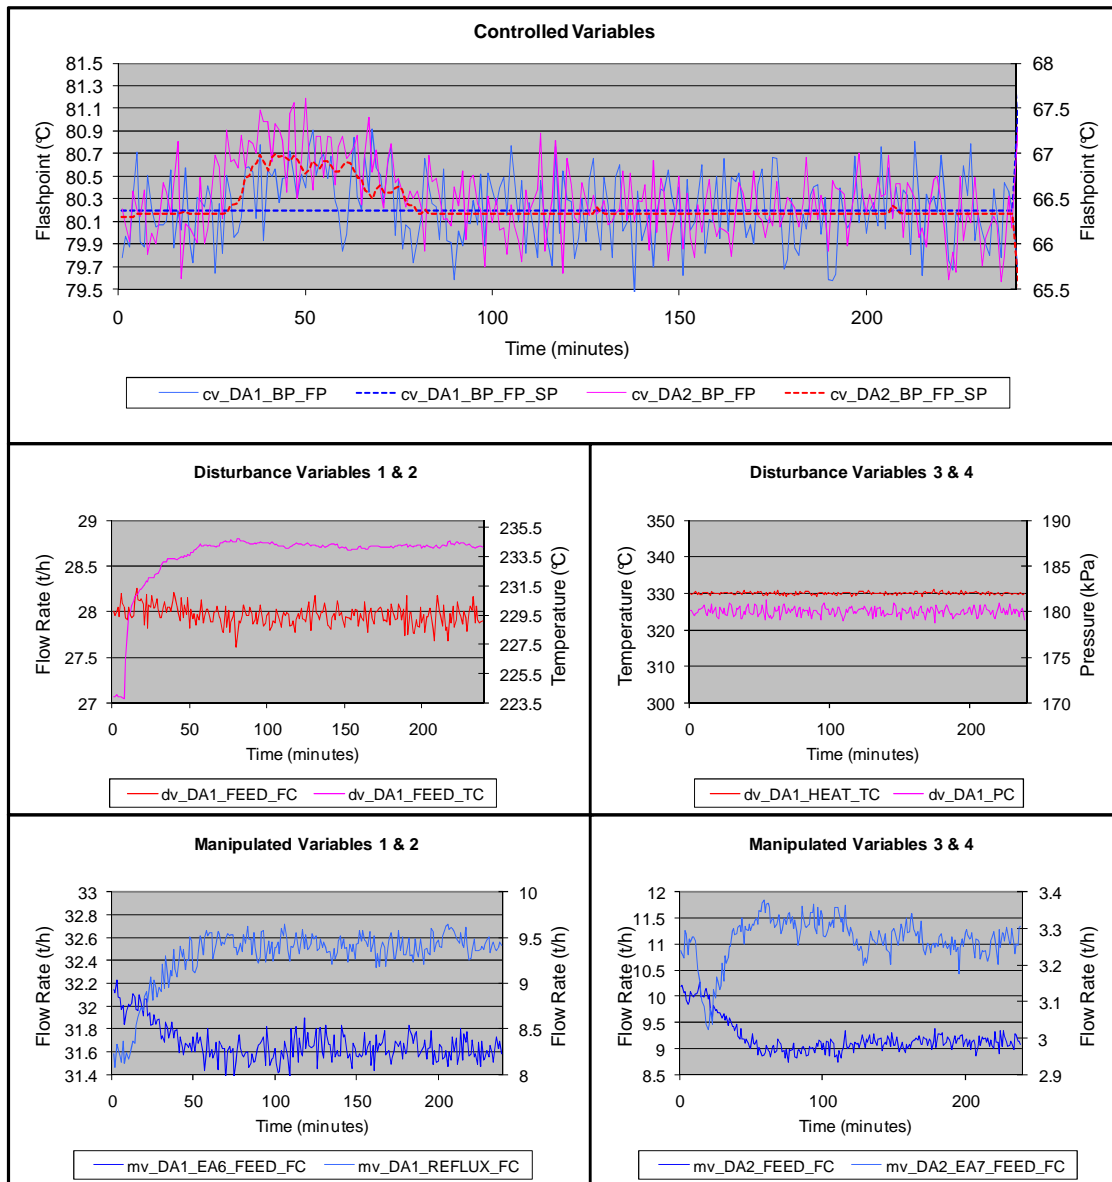 Controlled Variables
81.5
81.3
81.1
80.9
80.7
80.5
80.3
80.1
79.9
79.7
79.5
Flashpoint (°C)
68
67.5
67
66.5
66
65.5
Flashpoint (°C)
0 50 100 150 200
Time (minutes)
cv_DA1_BP_FP cv_DA1_BP_FP_SP cv_DA2_BP_FP cv_DA2_BP_FP_SP
Disturbance Variables 1 & 2
29
28.5
28
27.5
27
Flow Rate (t/h)
235.5
233.5
231.5
229.5
227.5
225.5
223.5
Temperature (°C)
0 50 100 150 200
Time (minutes)
dv_DA1_FEED_FC dv_DA1_FEED_TC
Disturbance Variables 3 & 4
350
340
330
320
310
300
Temperature (°C)
190
185
180
175
170
Pressure (kPa)
0 100 200
Time (minutes)
dv_DA1_HEAT_TC dv_DA1_PC
Manipulated Variables 1 & 2
33
32.8
32.6
32.4
32.2
32
31.8
31.6
31.4
Flow Rate (t/h)
10
9.5
9
8.5
8
Flow Rate (t/h)
0 50 100 150 200
Time (minutes)
mv_DA1_EA6_FEED_FC mv_DA1_REFLUX_FC
Manipulated Variables 3 & 4
12
11.5
11
10.5
10
9.5
9
8.5
Flow Rate (t/h)
3.4
3.3
3.2
3.1
3
2.9
Flow Rate (t/h)
0 100 200
Time (minutes)
mv_DA2_FEED_FC mv_DA2_EA7_FEED_FC